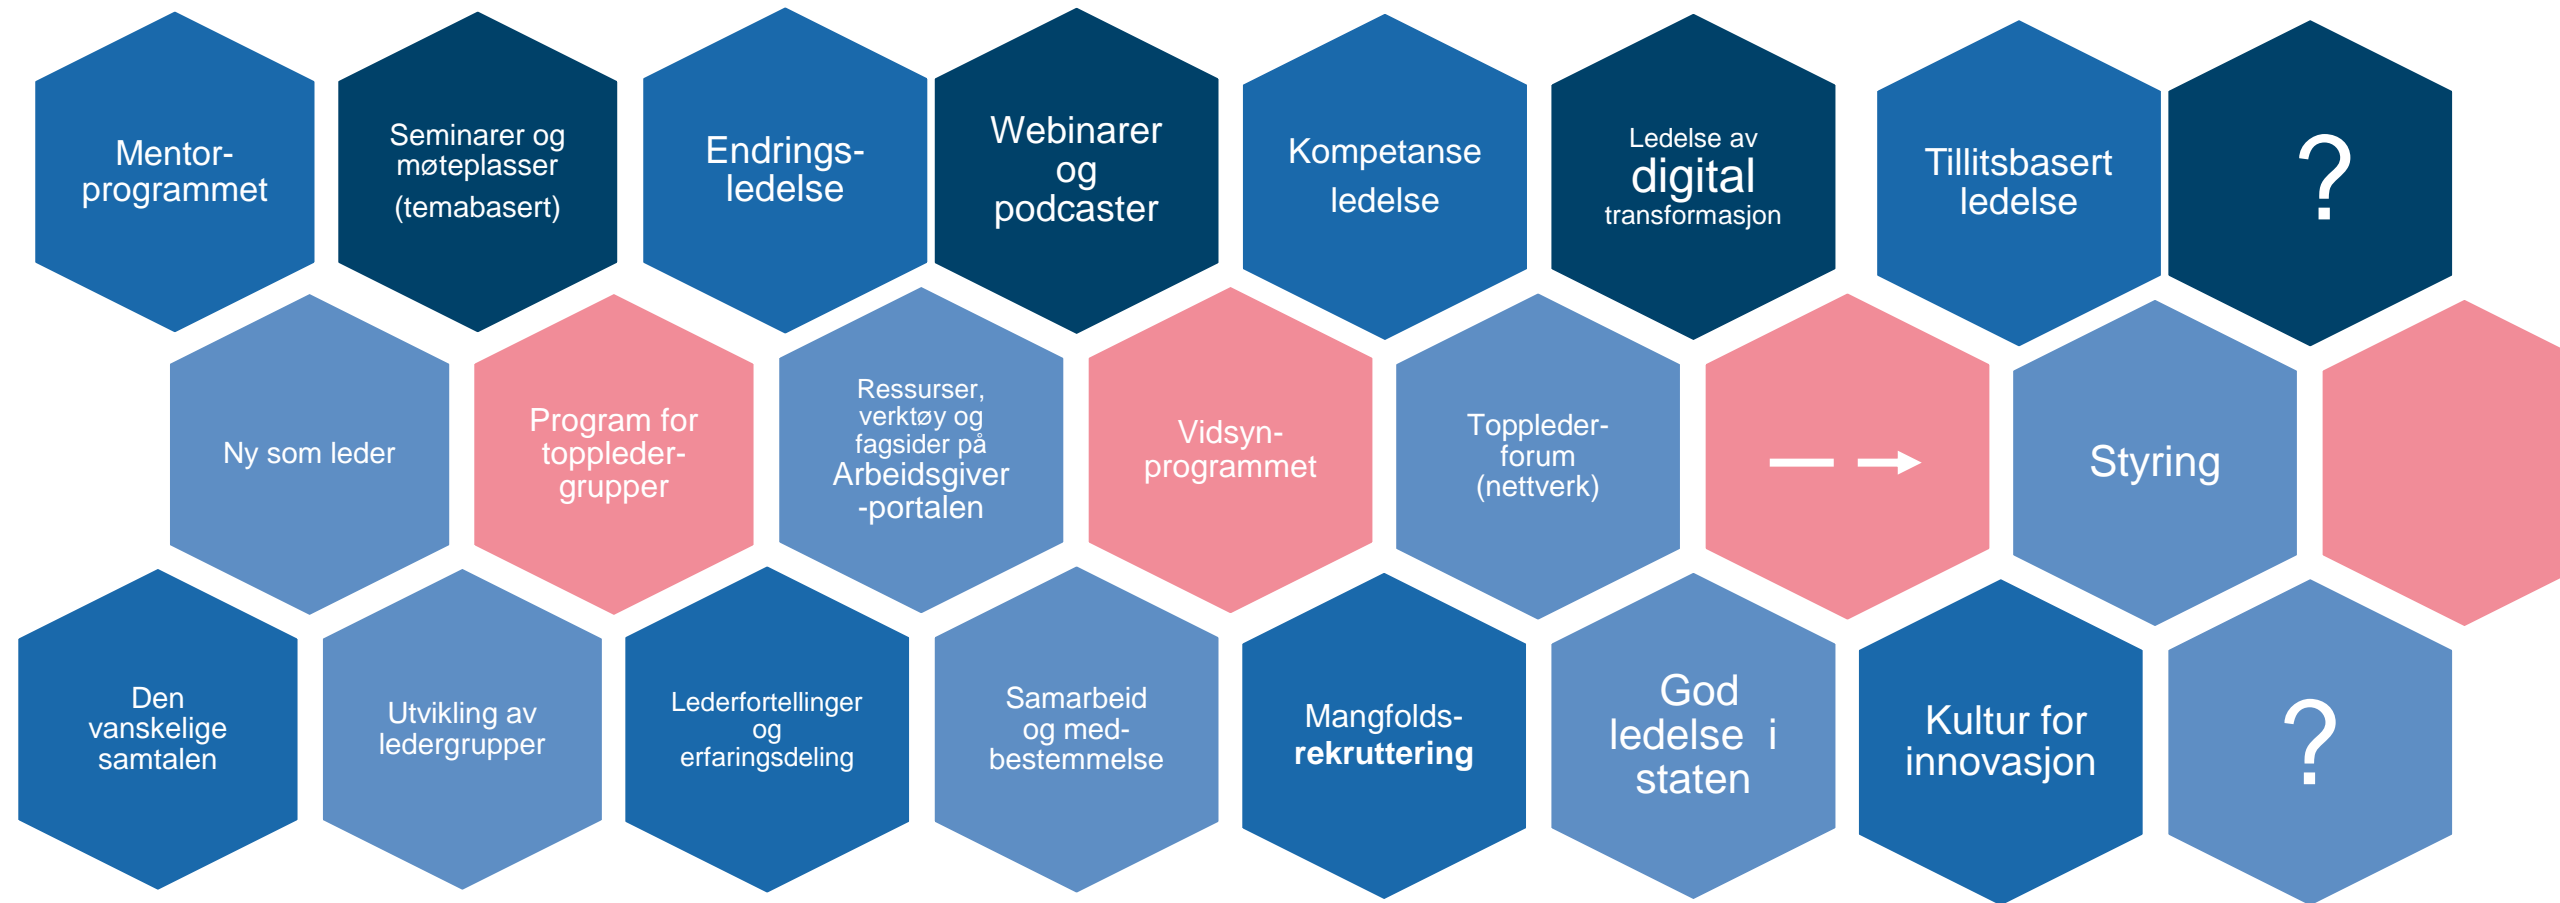 Mentor-
programmet
Seminarer og
møteplasser
(temabasert)
Endrings-
ledelse
Webinarer
og
podcaster
Kompetanse
ledelse
Ledelse av
digital
transformasjon
Tillitsbasert
ledelse
?
Ny som leder
Program for
toppleder-
grupper
Ressurser,
verktøy og
fagsider på
Arbeidsgiver
-portalen
Vidsyn-
programmet
Toppleder-
forum
(nettverk)
Styring
Den
vanskelige
samtalen
Utvikling av
ledergrupper
Lederfortellinger
og
erfaringsdeling
Samarbeid
og med-
bestemmelse
Mangfolds-
rekruttering
God
ledelse i
staten
Kultur for
innovasjon
?